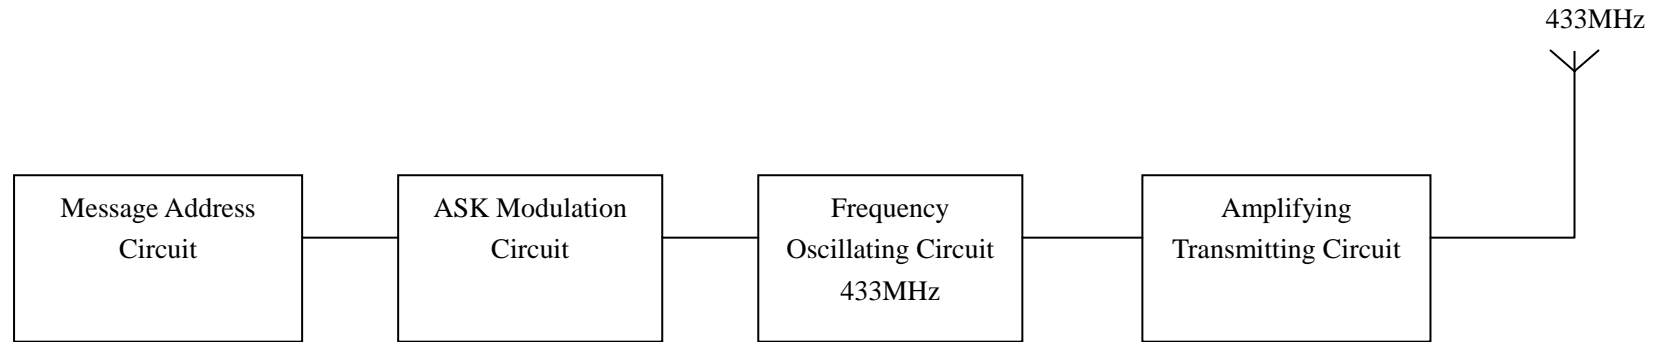 433MHz
Message Address
Circuit
ASK Modulation
Circuit
Frequency
Oscillating Circuit
433MHz
Amplifying
Transmitting Circuit